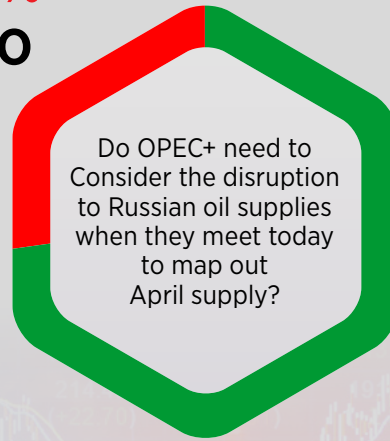 O
Do OPEC+ need to
Consider the disruption
to Russian oil supplies
when they meet today
to map out
April supply?